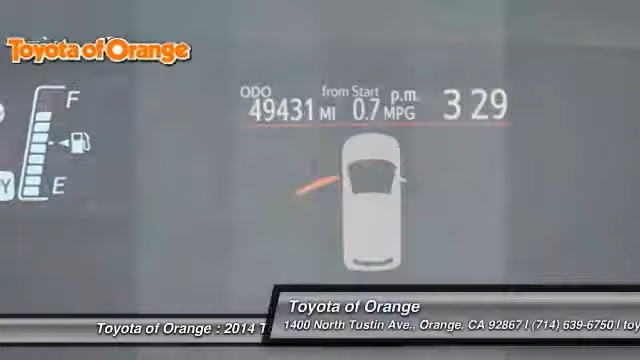 Toyota of Orange
ODO from Start p.m.
49431 MI 0.7 MPG 3 29
F
E
Y
Toyota of Orange
Toyota of Orange : 2014 T
1400 North Tustin Ave., Orange, CA 92867 I (714) 639-6750 I toy